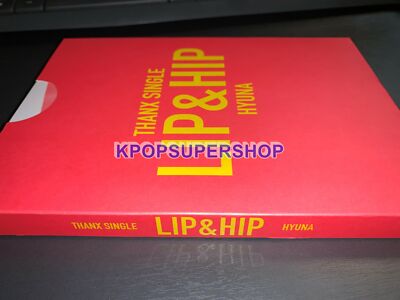 THANX SINGLE
LIP&HIP
HYUNA
KPOPSUPERSHOP
THANX SINGLE LIP&HIP HYUNA